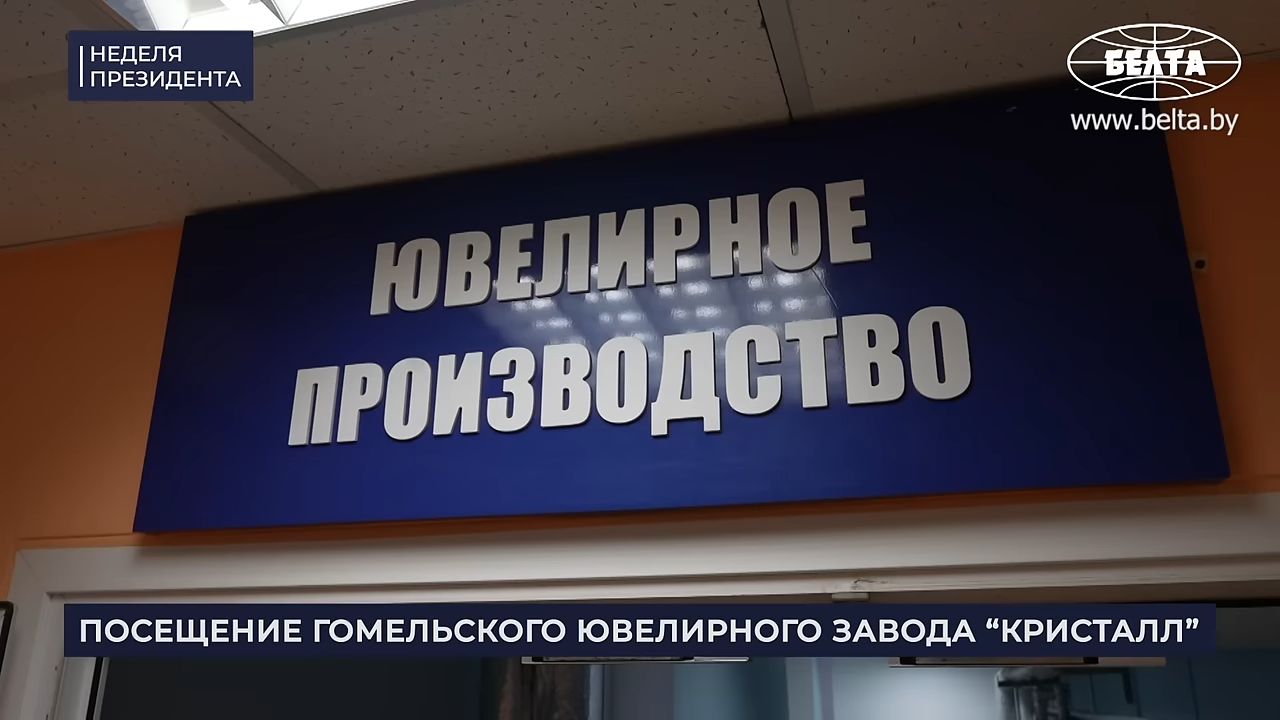 НЕДЕЛЯ
ПРЕЗИДЕНТА
БЕЛТА
www.belta.by
ЮВЕЛИРНОЕ
ПРОИЗВОДСТВО
ПОСЕЩЕНИЕ ГОМЕЛЬСКОГО ЮВЕЛИРНОГО ЗАВОДА “КРИСТАЛЛ”